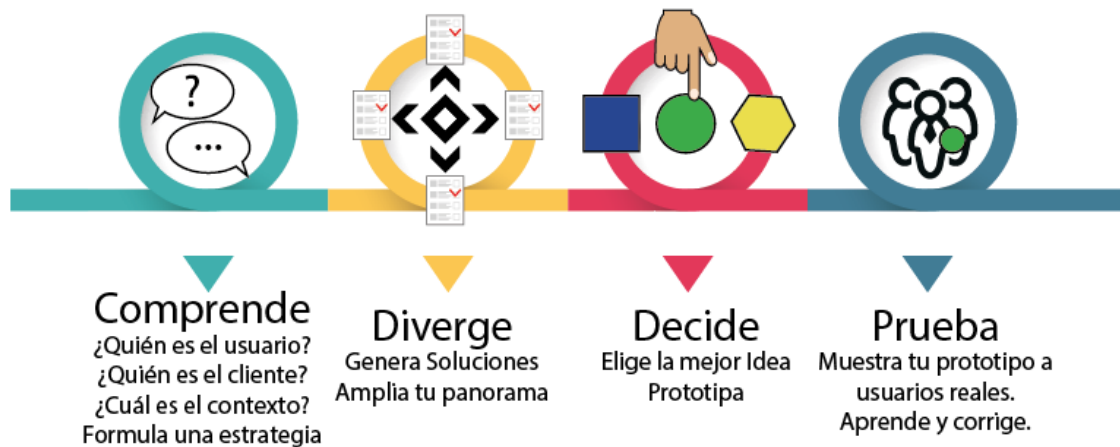 ?
...
Comprende
¿Quién es el usuario?
¿Quién es el cliente?
¿Cuál es el contexto?
Formula una estrategia
Diverge
Genera Soluciones
Amplia tu panorama
Decide
Elige la mejor Idea
Prototipa
Prueba
Muestra tu prototipo a
usuarios reales.
Aprende y corrige.